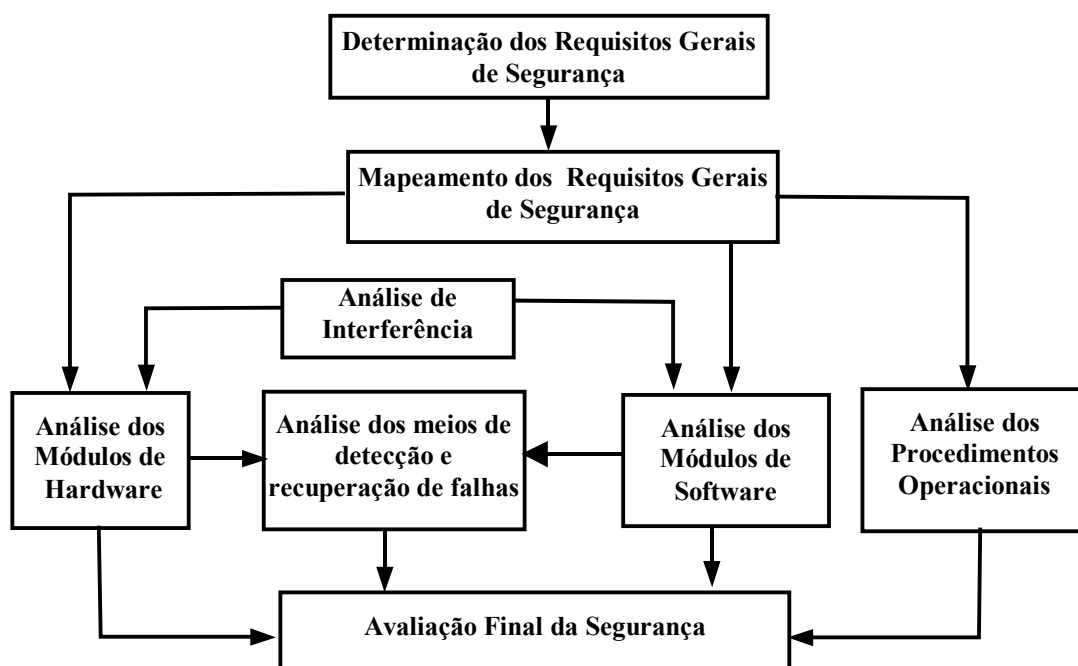 Determinação dos Requisitos Gerais
de Segurança
Mapeamento dos Requisitos Gerais
de Segurança
Análise de
Interferência
Análise dos
Módulos de
Hardware
Análise dos meios de
detecção e
recuperação de falhas
Análise dos
Módulos de
Software
Análise dos
Procedimentos
Operacionais
Avaliação Final da Segurança